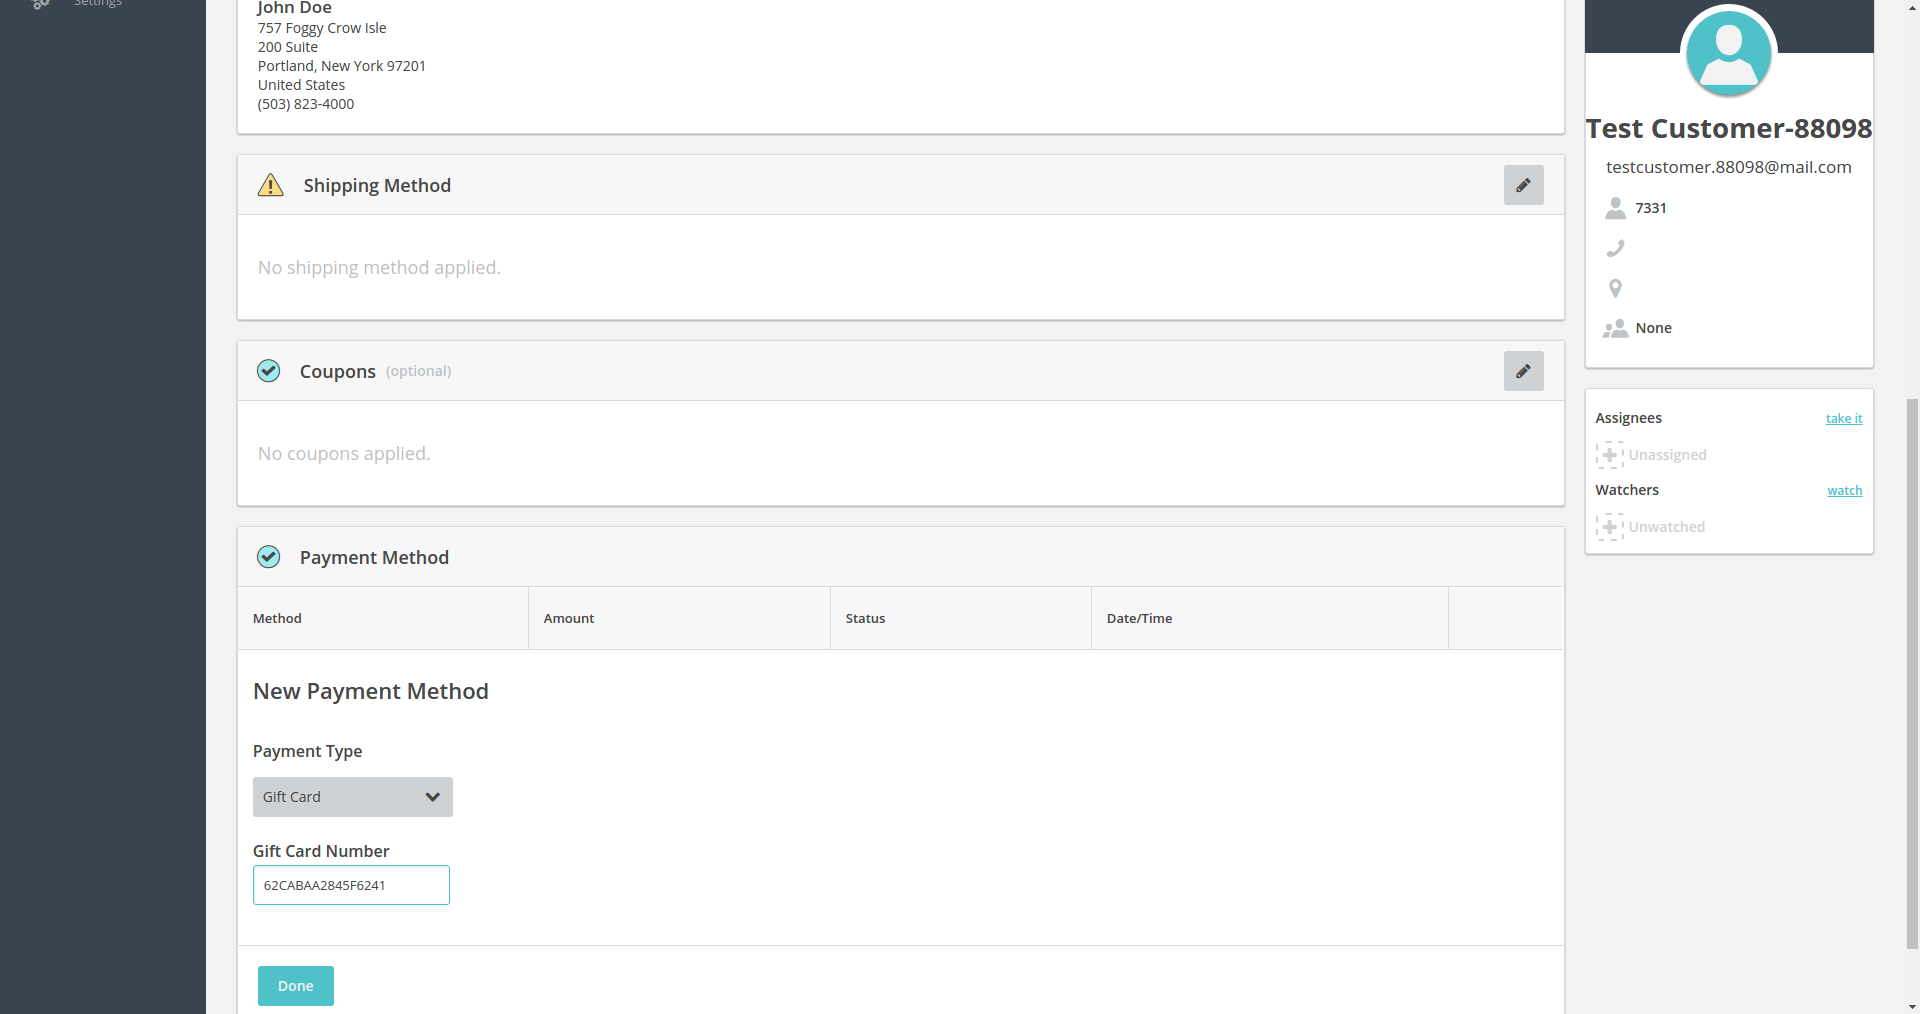 Settings
John Doe
757 Foggy Crow Isle
200 Suite
Portland, New York 97201
United States
(503) 823-4000
Shipping Method
No shipping method applied.
Coupons (optional)
No coupons applied.
Payment Method
Method Amount Status Date/Time
New Payment Method
Payment Type
Gift Card
Gift Card Number
62CABAA2845F6241
Done
Test Customer-88098
testcustomer.88098@mail.com
7331
None
Assignees take it
Unassigned
Watchers watch
Unwatched